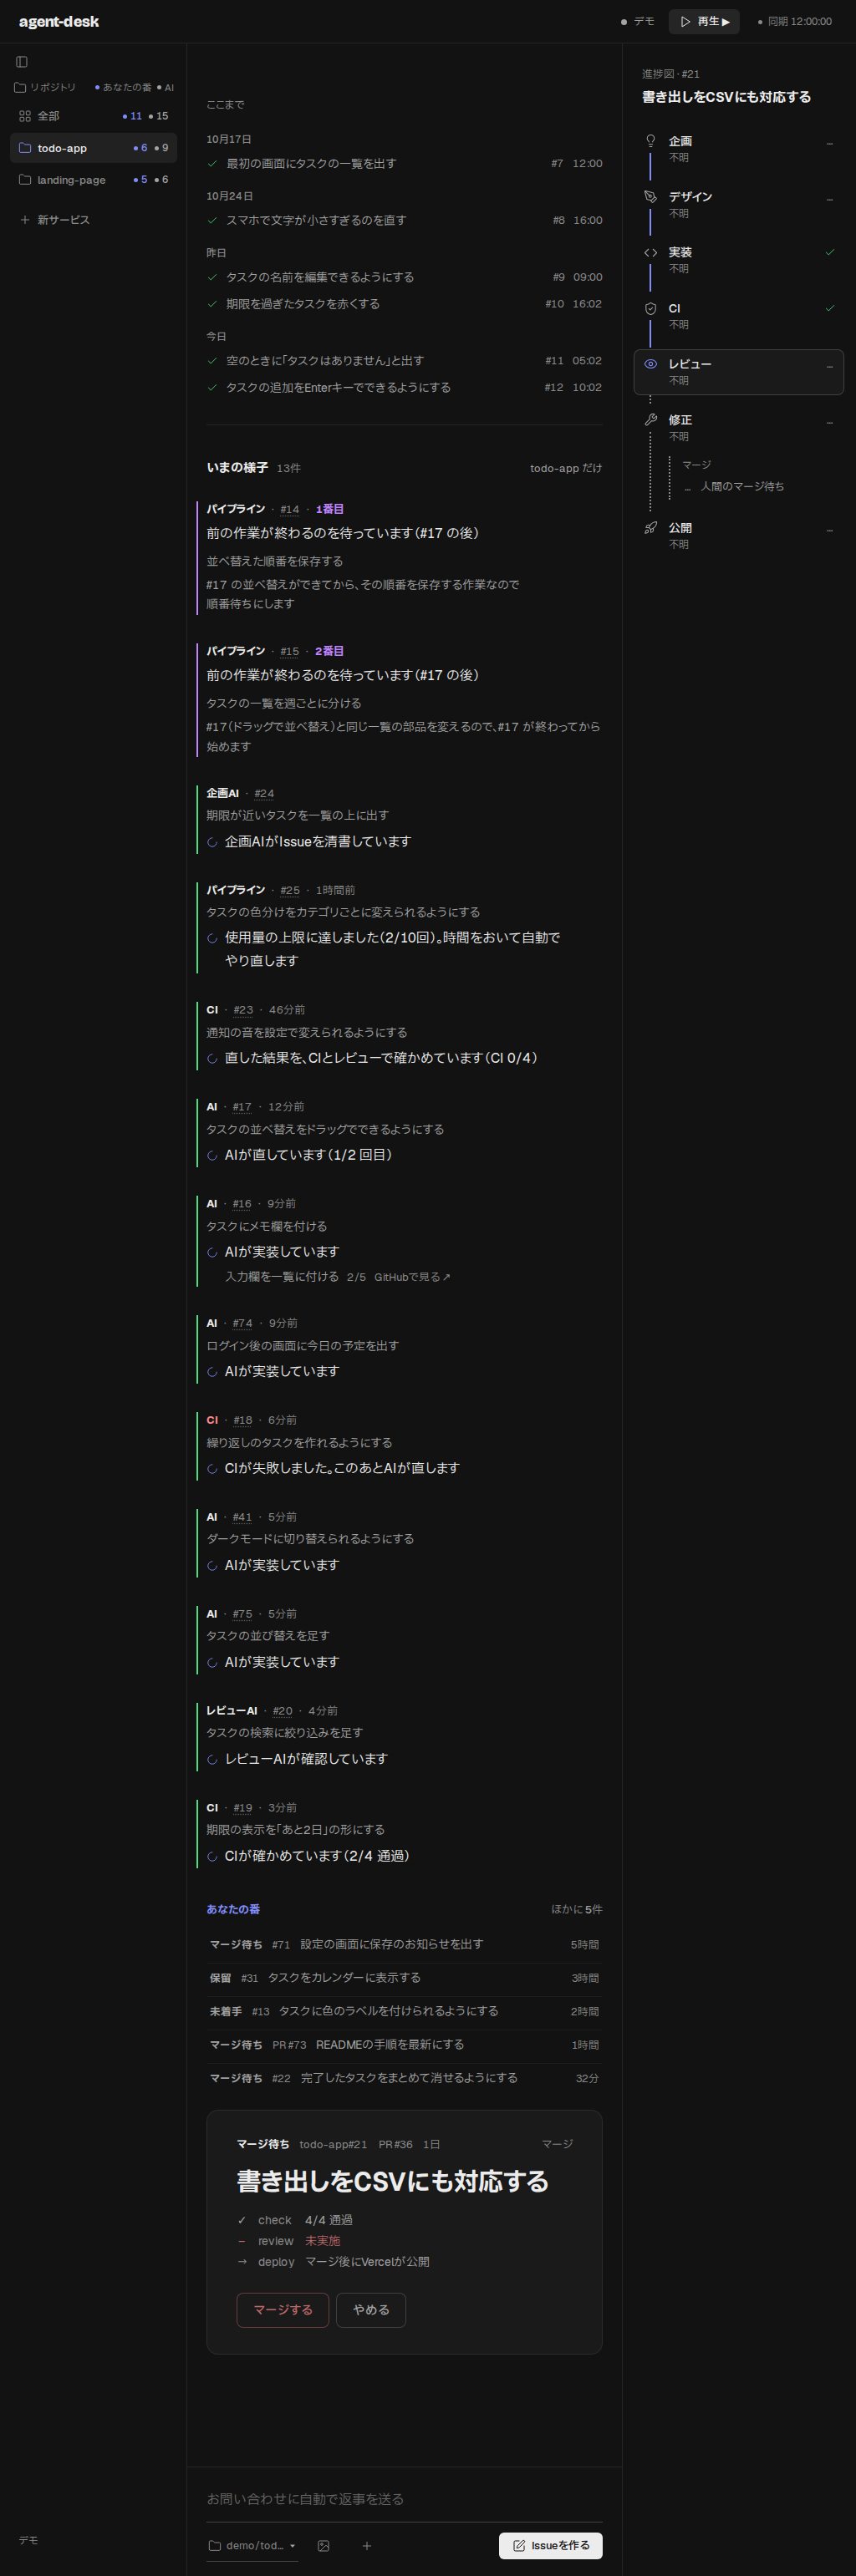 agent-desk
デモ
再生 ▶
同期 12:00:00
リポジトリ
あなたの番
AI
全部 11 15
todo-app 6 9
landing-page 5 6
新サービス
デモ
ここまで
10月17日
最初の画面にタスクの一覧を出す #7 12:00
10月24日
スマホで文字が小さすぎるのを直す #8 16:00
昨日
タスクの名前を編集できるようにする #9 09:00
期限を過ぎたタスクを赤くする #10 16:02
今日
空のときに「タスクはありません」と出す #11 05:02
タスクの追加をEnterキーでできるようにする #12 10:02
いまの様子 13件 todo-app だけ
パイプライン · #14 · 1番目
前の作業が終わるのを待っています(#17 の後)
並べ替えた順番を保存する
#17 の並べ替えができてから、その順番を保存する作業なので
順番待ちにします
パイプライン · #15 · 2番目
前の作業が終わるのを待っています(#17 の後)
タスクの一覧を週ごとに分ける
#17(ドラッグで並べ替え)と同じ一覧の部品を変えるので、#17 が終わってから
始めます
企画AI · #24
期限が近いタスクを一覧の上に出す
企画AIがIssueを清書しています
パイプライン · #25 · 1時間前
タスクの色分けをカテゴリごとに変えられるようにする
使用量の上限に達しました(2/10回)。時間をおいて自動で
やり直します
CI · #23 · 46分前
通知の音を設定で変えられるようにする
直した結果を、CIとレビューで確かめています(CI 0/4)
AI · #17 · 12分前
タスクの並べ替えをドラッグでできるようにする
AIが直しています(1/2 回目)
AI · #16 · 9分前
タスクにメモ欄を付ける
AIが実装しています
入力欄を一覧に付ける 2/5 GitHubで見る↗
AI · #74 · 9分前
ログイン後の画面に今日の予定を出す
AIが実装しています
CI · #18 · 6分前
繰り返しのタスクを作れるようにする
CIが失敗しました。このあとAIが直します
AI · #41 · 5分前
ダークモードに切り替えられるようにする
AIが実装しています
AI · #75 · 5分前
タスクの並び替えを足す
AIが実装しています
レビューAI · #20 · 4分前
タスクの検索に絞り込みを足す
レビューAIが確認しています
CI · #19 · 3分前
期限の表示を「あと2日」の形にする
CIが確かめています(2/4 通過)
あなたの番 ほかに5件
マージ待ち #71 設定の画面に保存のお知らせを出す 5時間
保留 #31 タスクをカレンダーに表示する 3時間
未着手 #13 タスクに色のラベルを付けられるようにする 2時間
マージ待ち PR#73 READMEの手順を最新にする 1時間
マージ待ち #22 完了したタスクをまとめて消せるようにする 32分
マージ待ち todo-app#21 PR#36 1日 マージ
書き出しをCSVにも対応する
✓ check 4/4 通過
– review 未実施
→ deploy マージ後にVercelが公開
マージする
やめる
お問い合わせに自動で返事を送る
demo/tod…
Issueを作る
進捗図・#21
書き出しをCSVにも対応する
企画 –
不明
デザイン –
不明
実装 ✓
不明
CI ✓
不明
レビュー –
不明
修正 –
不明
マージ
– 人間のマージ待ち
公開 –
不明